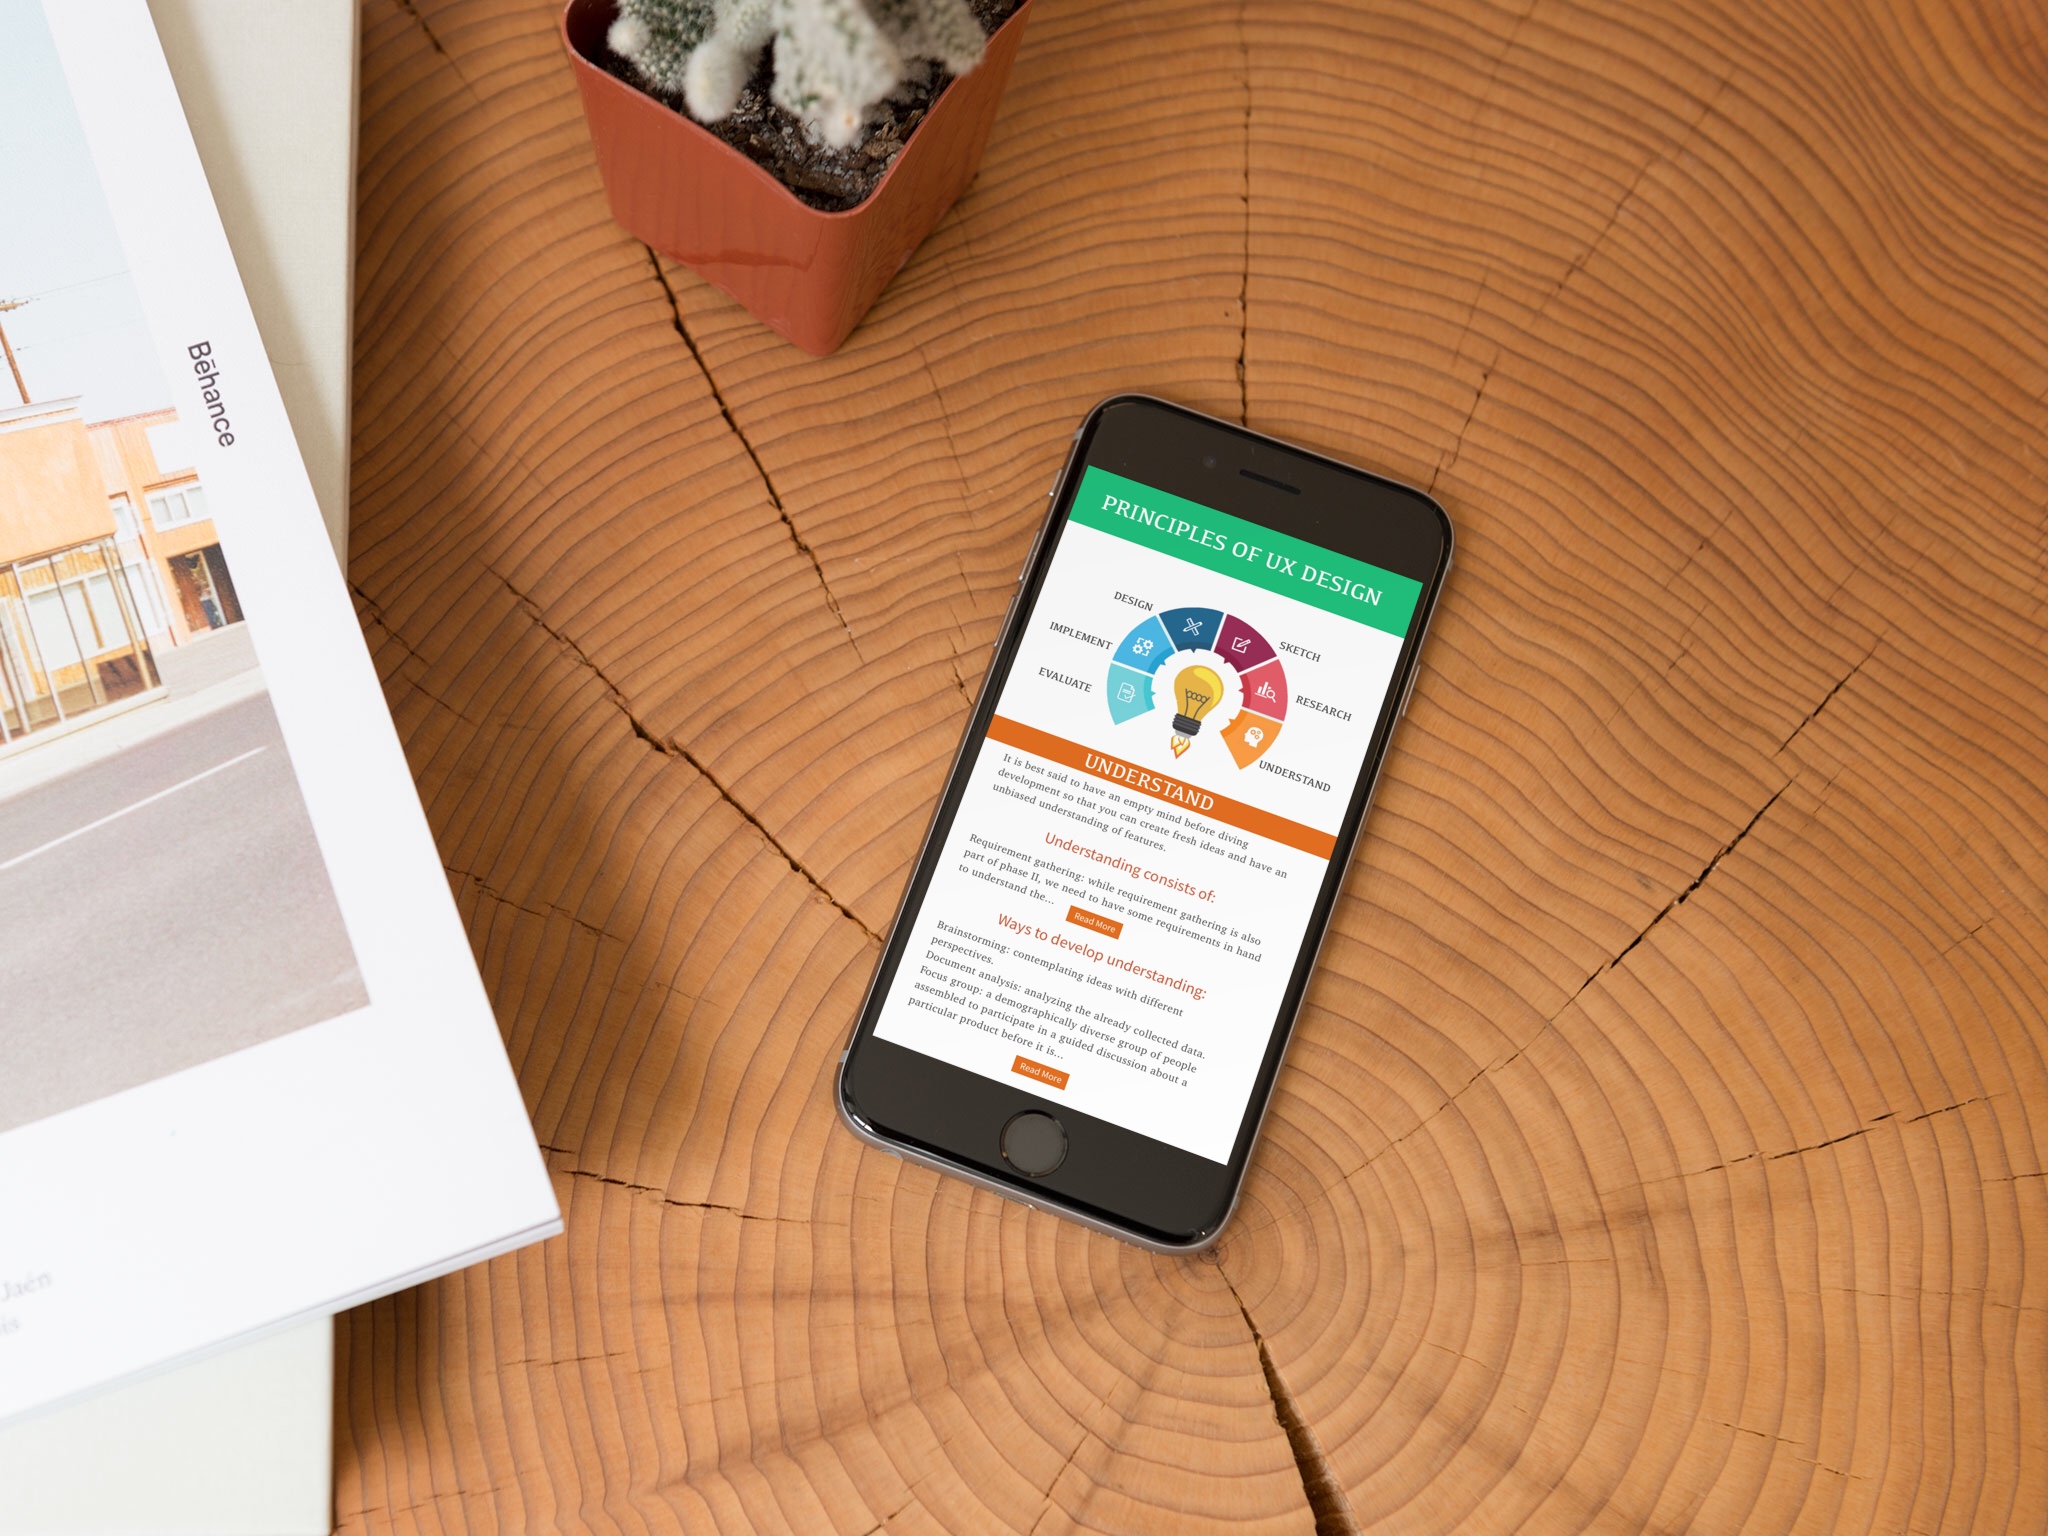 Bēhance
Jaén
PRINCIPLES OF UX DESIGN
DESIGN
IMPLEMENT
EVALUATE
SKETCH
RESEARCH
UNDERSTAND
UNDERSTAND
It is best said to have an empty mind before diving
development so that you can create fresh ideas and have an
unbiased understanding of features.
Understanding consists of:
Requirement gathering: while requirement gathering is also
part of phase II, we need to have some requirements in hand
to understand the...
Read More
Ways to develop understanding:
Brainstorming: contemplating ideas with different
perspectives.
Document analysis: analyzing the already collected data.
Focus group: a demographically diverse group of people
assembled to participate in a guided discussion about a
particular product before it is...
Read More